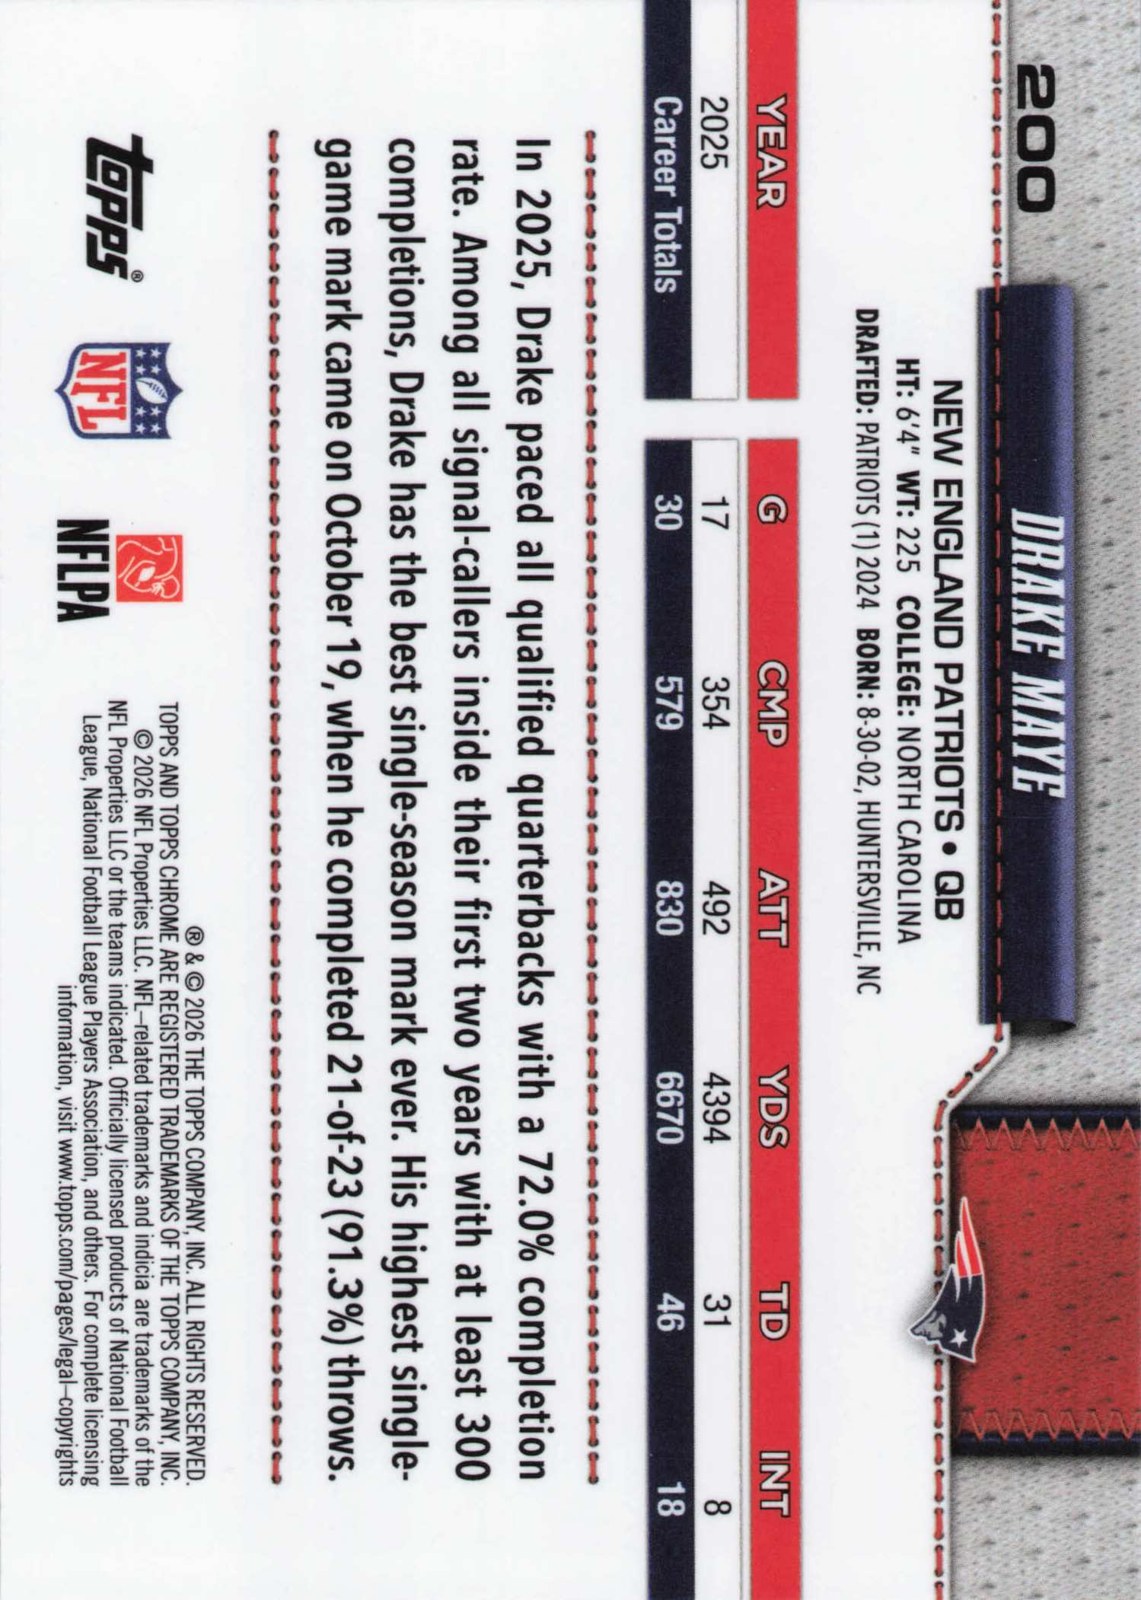 200
DRAKE MAYE
NEW ENGLAND PATRIOTS • QB
HT: 6'4" WT: 225 COLLEGE: NORTH CAROLINA
DRAFTED: PATRIOTS (1) 2024 BORN: 8-30-02, HUNTERSVILLE, NC
YEAR G CMP ATT YDS TD INT
2025 17 354 492 4394 31 8
Career Totals 30 579 830 6670 46 18
In 2025, Drake paced all qualified quarterbacks with a 72.0% completion
rate. Among all signal-callers inside their first two years with at least 300
completions, Drake has the best single-season mark ever. His highest single-
game mark came on October 19, when he completed 21-of-23 (91.3%) throws.
topps®
NFL
NFLPA
® & © 2026 THE TOPPS COMPANY, INC. ALL RIGHTS RESERVED.
TOPPS AND TOPPS CHROME ARE REGISTERED TRADEMARKS OF THE TOPPS COMPANY, INC.
© 2026 NFL Properties LLC. NFL-related trademarks and indicia are trademarks of the
NFL Properties LLC or the teams indicated. Officially licensed products of National Football
League, National Football League Players Association, and others. For complete licensing
information, visit www.topps.com/pages/legal-copyrights